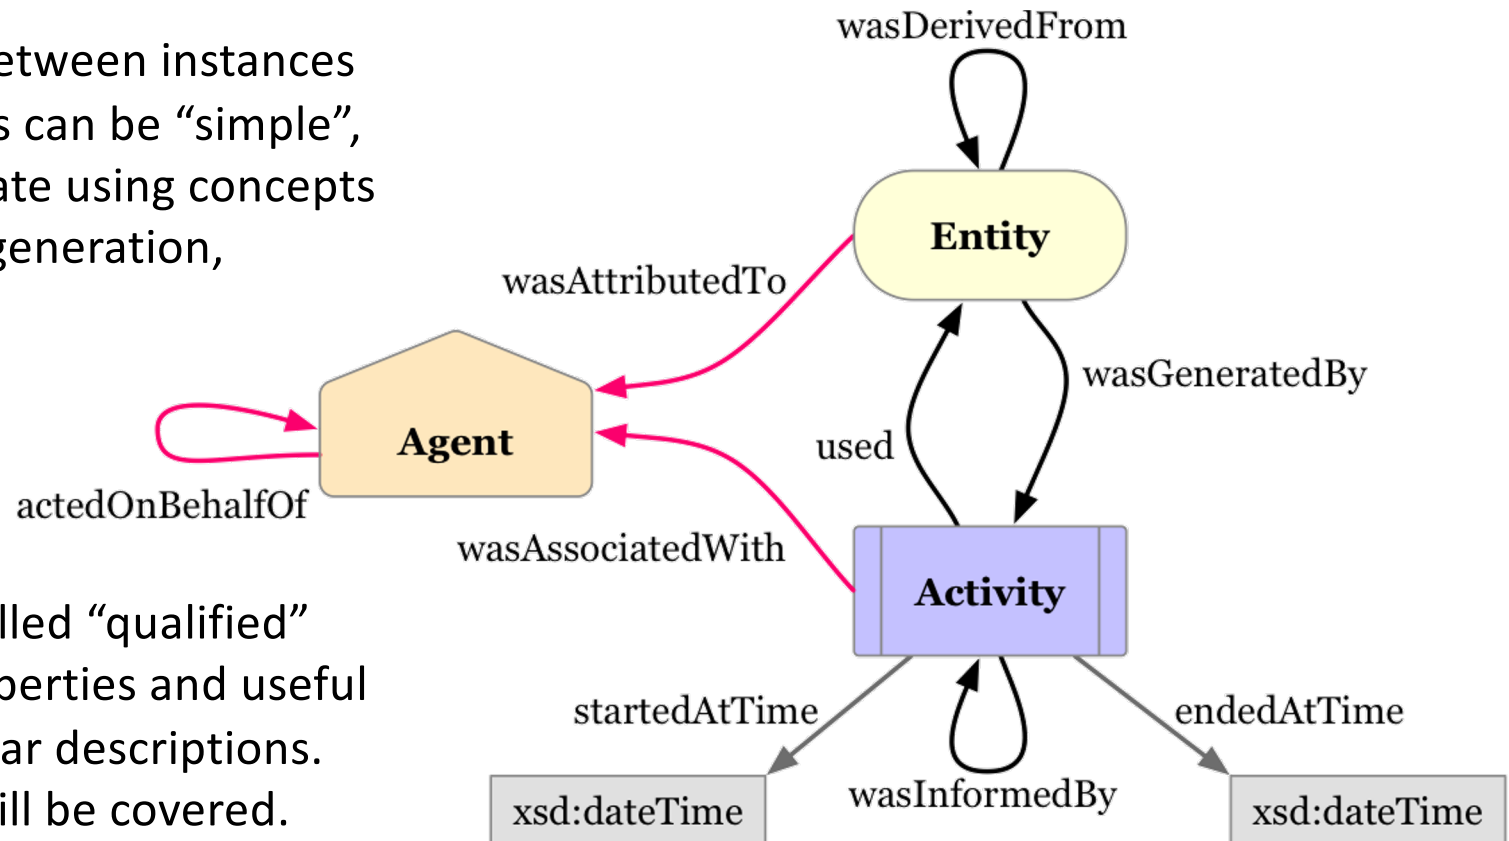 wasDerivedFrom
etween instances
s can be “simple”,
ate using concepts
generation,
Entity
wasAttributedTo
wasGeneratedBy
used
Agent
actedOnBehalfOf
wasAssociatedWith
Activity
lled “qualified”
perties and useful
ar descriptions.
ill be covered.
startedAtTime
endedAtTime
wasInformedBy
xsd:dateTime
xsd:dateTime